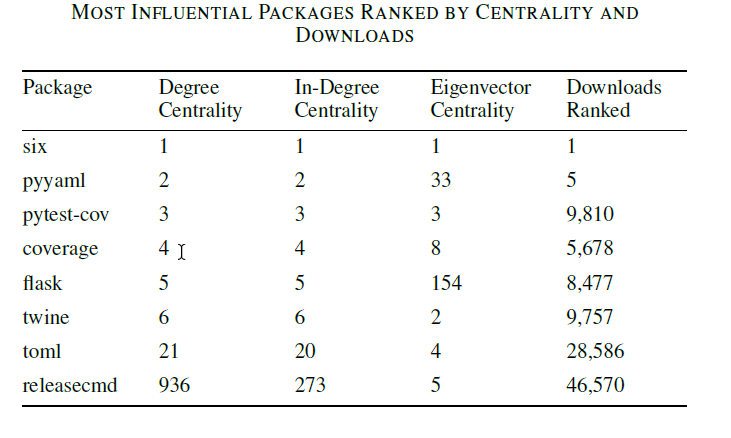 MOST INFLUENTIAL PACKAGES RANKED BY CENTRALITY AND
DOWNLOADS
Package Degree In-Degree Eigenvector Downloads
Centrality Centrality Centrality Ranked
six 1 1 1 1
pyyaml 2 2 33 5
pytest-cov 3 3 3 9,810
coverage 4 4 8 5,678
flask 5 5 154 8,477
twine 6 6 2 9,757
toml 21 20 4 28,586
releasecmd 936 273 5 46,570